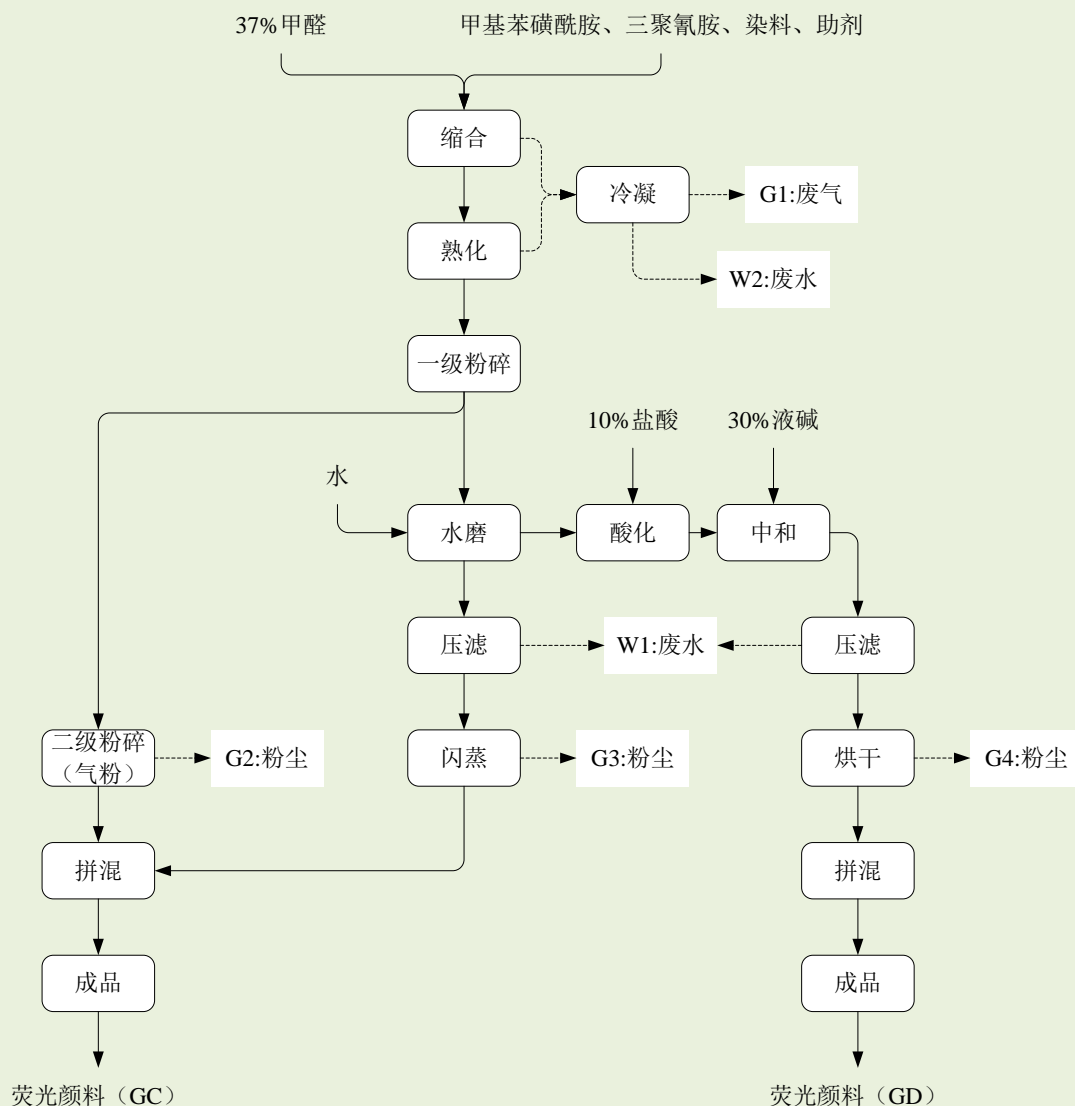 37%甲醛
甲基苯磺酰胺、三聚氰胺、染料、助剂
缩合
冷凝
G1:废气
熟化
W2:废水
一级粉碎
10%盐酸
30%液碱
水
水磨
酸化
中和
压滤
W1:废水
压滤
二级粉碎
（气粉）
G2:粉尘
闪蒸
G3:粉尘
烘干
G4:粉尘
拼混
拼混
成品
成品
荧光颜料（GC）
荧光颜料（GD）